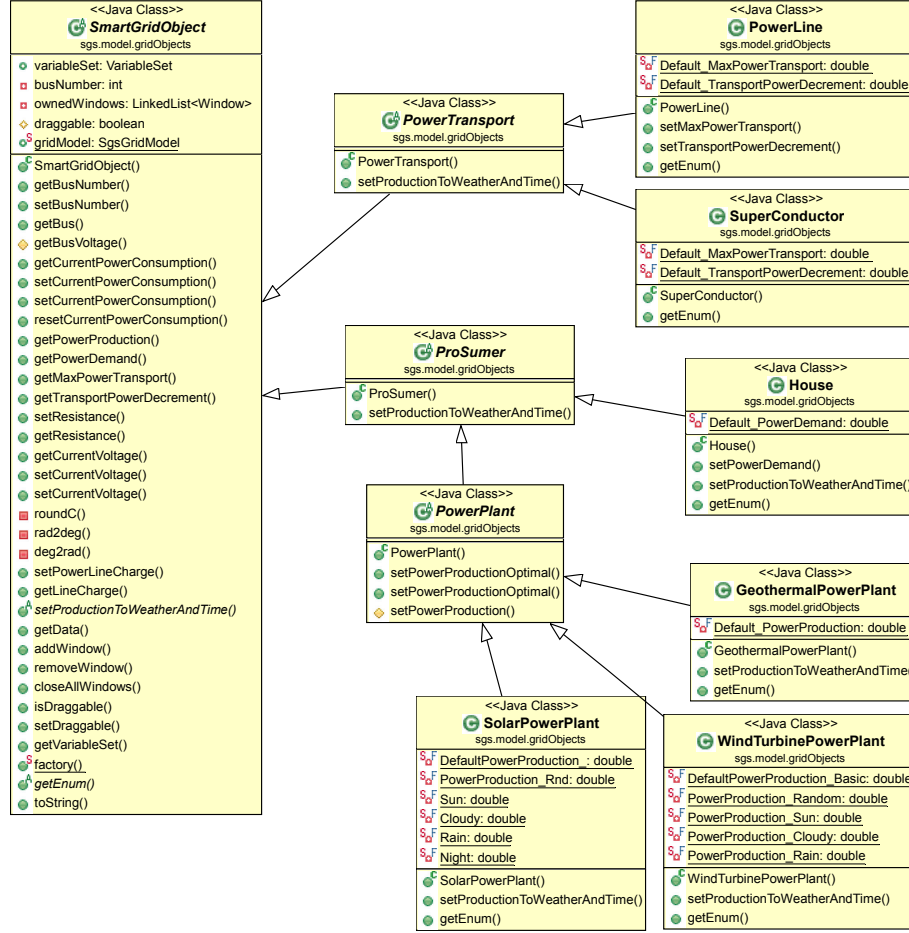 <<Java Class>>
SmartGridObject
sgs.model.gridObjects
variableSet: VariableSet
busNumber: int
ownedWindows: LinkedList<Window>
draggable: boolean
gridModel: SgsGridModel
SmartGridObject()
getBusNumber()
setBusNumber()
getBus()
getBusVoltage()
getCurrentPowerConsumption()
setCurrentPowerConsumption()
setCurrentPowerConsumption()
resetCurrentPowerConsumption()
getPowerProduction()
getPowerDemand()
getMaxPowerTransport()
getTransportPowerDecrement()
setResistance()
getResistance()
getCurrentVoltage()
setCurrentVoltage()
setCurrentVoltage()
roundC()
rad2deg()
deg2rad()
setPowerLineCharge()
getLineCharge()
setProductionToWeatherAndTime()
getData()
addWindow()
removeWindow()
closeAllWindows()
isDraggable()
setDraggable()
getVariableSet()
factory()
getEnum()
toString()
<<Java Class>>
PowerTransport
sgs.model.gridObjects
PowerTransport()
setProductionToWeatherAndTime()
<<Java Class>>
PowerLine
sgs.model.gridObjects
Default_MaxPowerTransport: double
Default_TransportPowerDecrement: double
PowerLine()
setMaxPowerTransport()
setTransportPowerDecrement()
getEnum()
<<Java Class>>
SuperConductor
sgs.model.gridObjects
Default_MaxPowerTransport: double
Default_TransportPowerDecrement: double
SuperConductor()
getEnum()
<<Java Class>>
ProSumer
sgs.model.gridObjects
ProSumer()
setProductionToWeatherAndTime()
<<Java Class>>
House
sgs.model.gridObjects
Default_PowerDemand: double
House()
setPowerDemand()
setProductionToWeatherAndTime()
getEnum()
<<Java Class>>
PowerPlant
sgs.model.gridObjects
PowerPlant()
setPowerProductionOptimal()
setPowerProductionOptimal()
setPowerProduction()
<<Java Class>>
GeothermalPowerPlant
sgs.model.gridObjects
Default_PowerProduction: double
GeothermalPowerPlant()
setProductionToWeatherAndTime()
getEnum()
<<Java Class>>
SolarPowerPlant
sgs.model.gridObjects
DefaultPowerProduction_: double
PowerProduction_Rnd: double
Sun: double
Cloudy: double
Rain: double
Night: double
SolarPowerPlant()
setProductionToWeatherAndTime()
getEnum()
<<Java Class>>
WindTurbinePowerPlant
sgs.model.gridObjects
DefaultPowerProduction_Basic: double
PowerProduction_Random: double
PowerProduction_Sun: double
PowerProduction_Cloudy: double
PowerProduction_Rain: double
WindTurbinePowerPlant()
setProductionToWeatherAndTime()
getEnum()